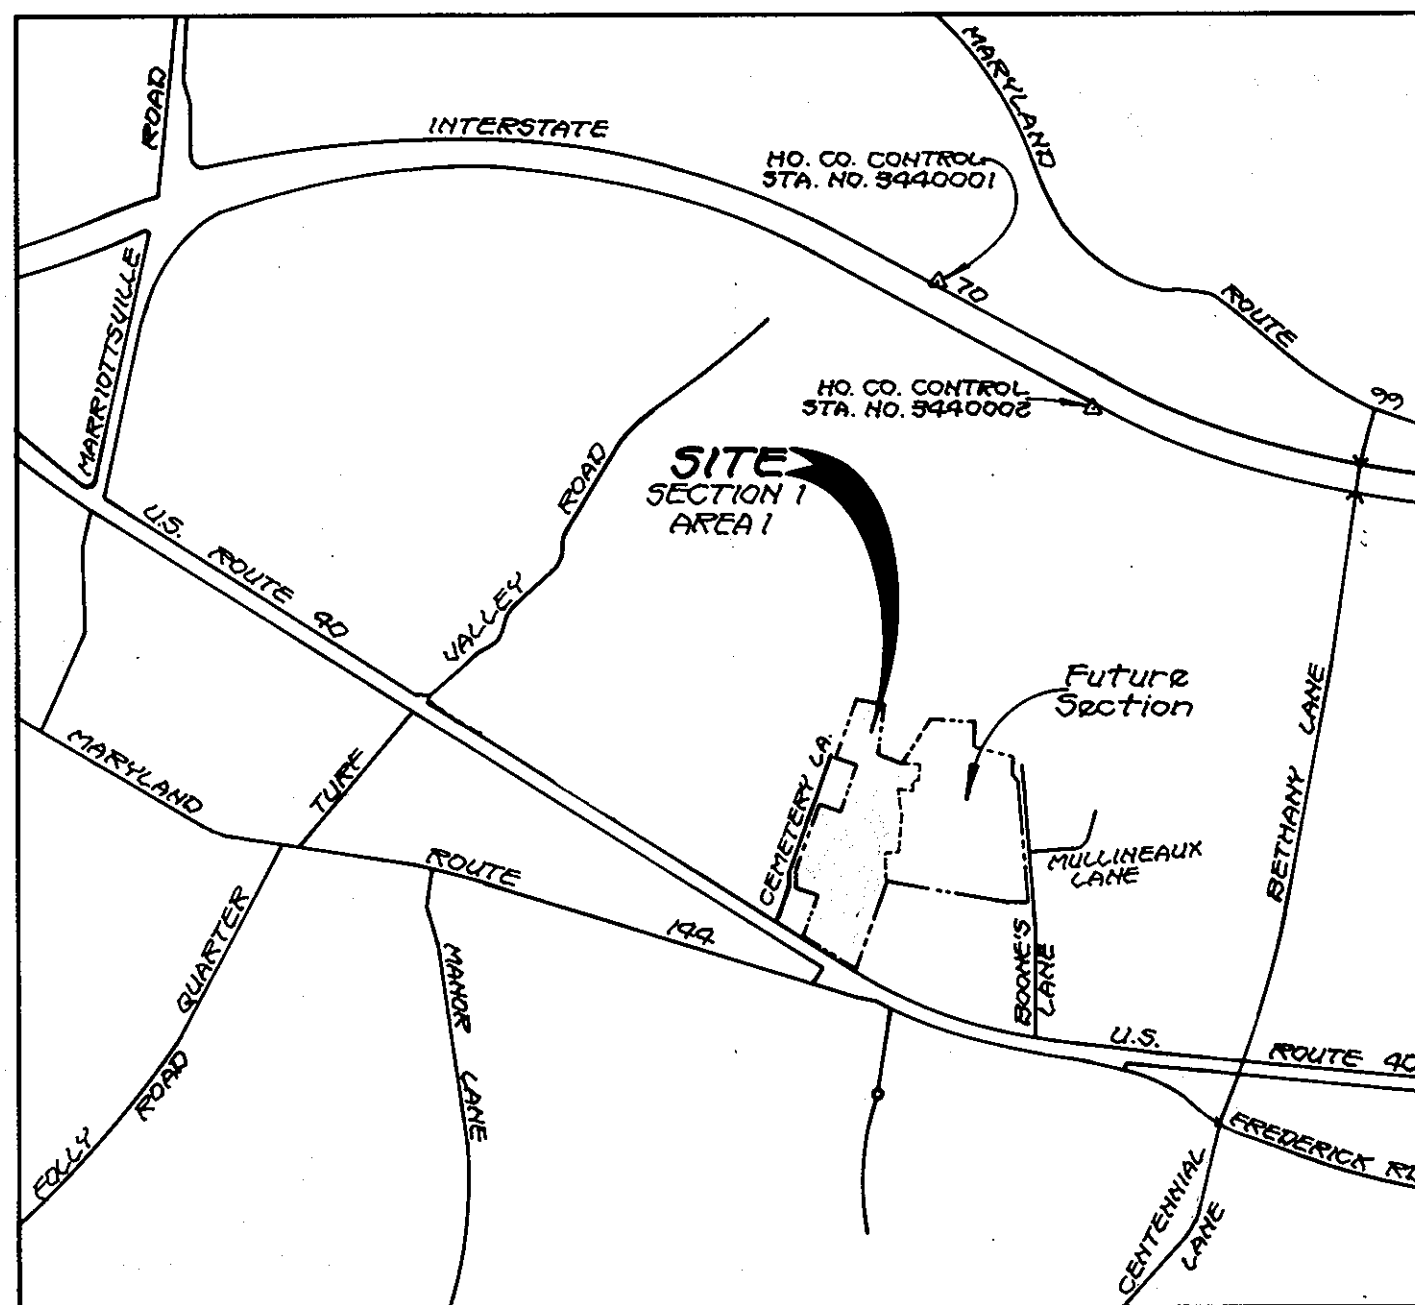 ROAD
INTERSTATE
MARYLAND
HO. CO. CONTROL
STA. NO. 3440001
70
ROUTE
99
MARRIOTTSVILLE
HO. CO. CONTROL
STA. NO. 3440002
SITE
SECTION 1
AREA 1
ROAD
VALLEY
U.S. ROUTE 40
Future
Section
LANE
BETHANY
CEMETERY LA.
MULLINEAUX
LANE
TURF
MARYLAND
ROUTE
144
QUARTER
ROAD
FOLLY
MANOR
LANE
BOONE'S
LANE
U.S. ROUTE 40
FREDERICK RD
CENTENNIAL
LANE